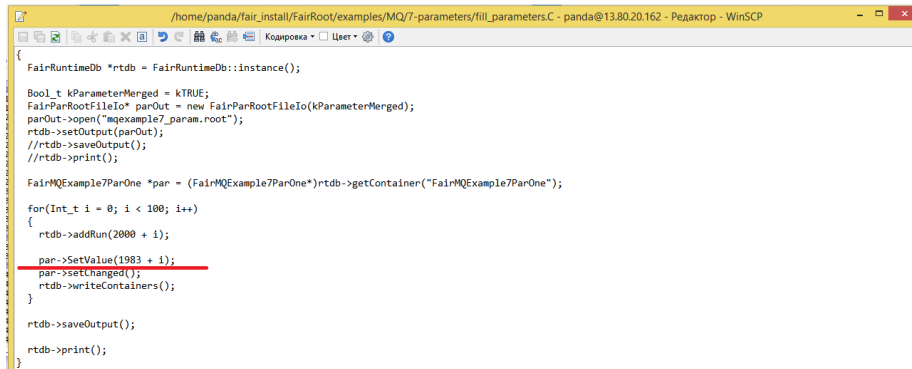 /home/panda/fair_install/FairRoot/examples/MQ/7-parameters/fill_parameters.C - panda@13.80.20.162 - Редактор - WinSCP
Кодировка Цвет
{
FairRuntimeDb *rtdb = FairRuntimeDb::instance();
Bool_t kParameterMerged = kTRUE;
FairParRootFileIo* parOut = new FairParRootFileIo(kParameterMerged);
parOut->open("mqexample7_param.root");
rtdb->setOutput(parOut);
//rtdb->saveOutput();
//rtdb->print();
FairMQExample7ParOne *par = (FairMQExample7ParOne*)rtdb->getContainer("FairMQExample7ParOne");
for(Int_t i = 0; i < 100; i++)
{
rtdb->addRun(2000 + i);
par->SetValue(1983 + i);
par->setChanged();
rtdb->writeContainers();
}
rtdb->saveOutput();
rtdb->print();
}